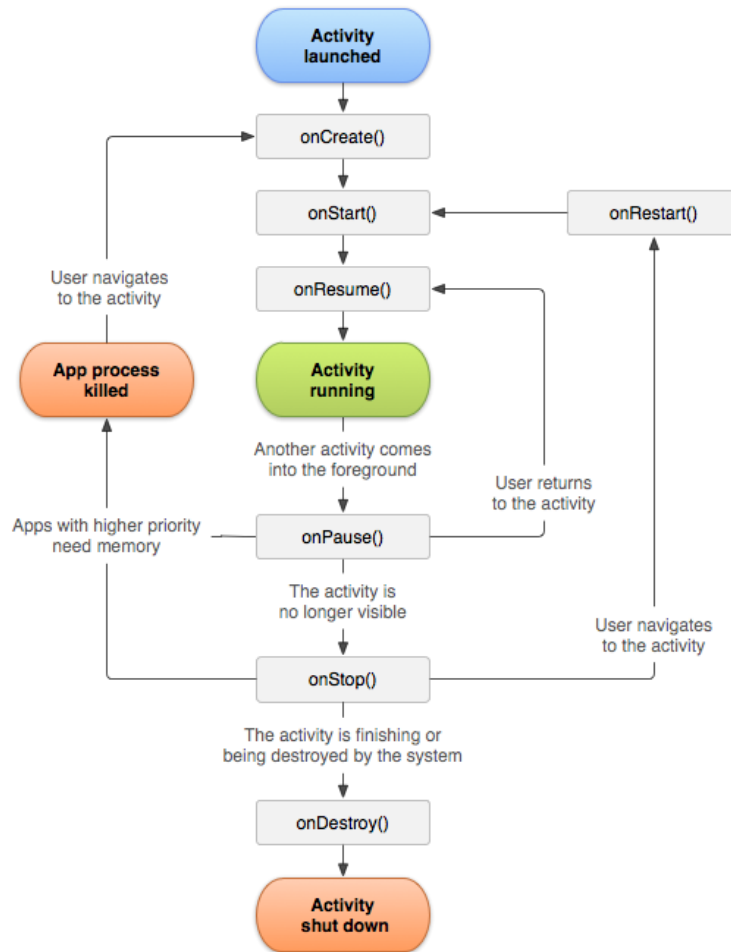 Activity
launched
onCreate()
onStart()
onRestart()
User navigates
to the activity
onResume()
App process
killed
Activity
running
Another activity comes
into the foreground
User returns
to the activity
Apps with higher priority
need memory
onPause()
The activity is
no longer visible
User navigates
to the activity
onStop()
The activity is finishing or
being destroyed by the system
onDestroy()
Activity
shut down